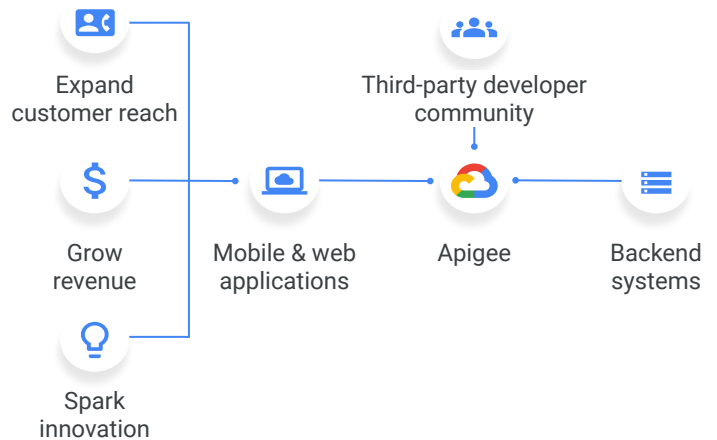 Expand
customer reach
Third-party developer
community
Grow
revenue
Mobile & web
applications
Apigee
Backend
systems
Spark
innovation